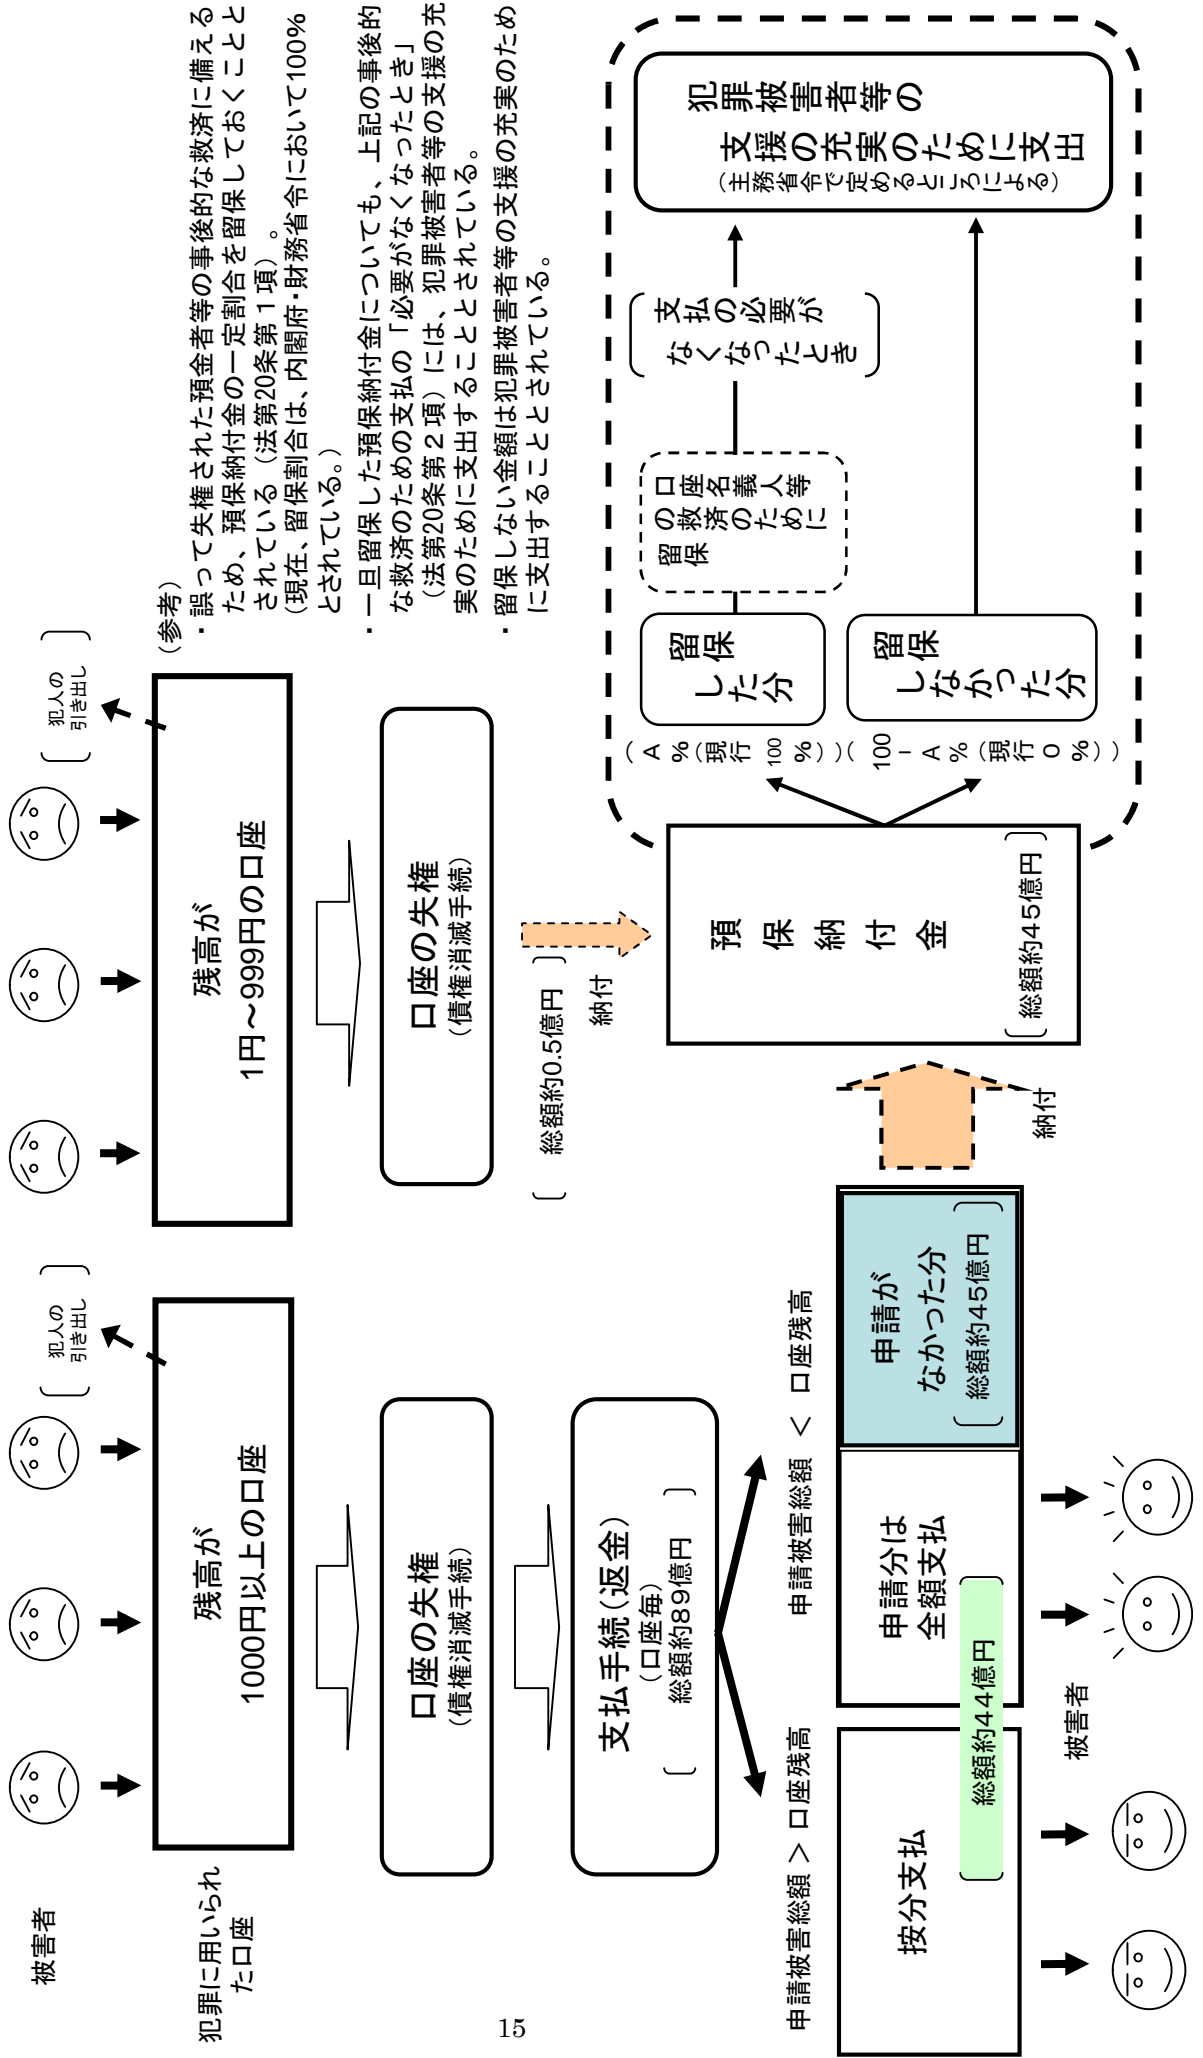 被害者
犯罪に用いられ
た口座
〔犯人の
引き出し〕
残高が
1000円以上の口座
口座の失権
(債権消滅手続)
支払手続(返金)
(口座毎)
〔総額約89億円〕
申請被害総額 > 口座残高
申請被害総額 < 口座残高
按分支払
申請分は
全額支払
〔総額約44億円〕
申請が
なかった分
〔総額約45億円〕
被害者
納付
〔犯人の
引き出し〕
残高が
1円～999円の口座
口座の失権
(債権消滅手続)
〔総額約0.5億円〕
納付
預保納付金
〔総額約45億円〕
(A%(現行100%))
(100-A%(現行0%))
留保
した分
留保
しなかった分
口座名義人等
の救済のために
留保
〔支払の必要が
なくなったとき〕
犯罪被害者等の
支援の充実のために支出
(主務省令で定めるところによる)
(参考)
・誤って失権された預金者等の事後的な救済に備える
ため、預保納付金の一定割合を留保しておくことと
されている(法第20条第1項)。
(現在、留保割合は、内閣府・財務省令において100%
とされている。)
・一旦留保した預保納付金についても、上記の事後的
な救済のための支払の「必要がなくなったとき」
(法第20条第2項)には、犯罪被害者等の支援の充
実のために支出することとされている。
・留保しない金額は犯罪被害者等の支援の充実のため
に支出することとされている。
15